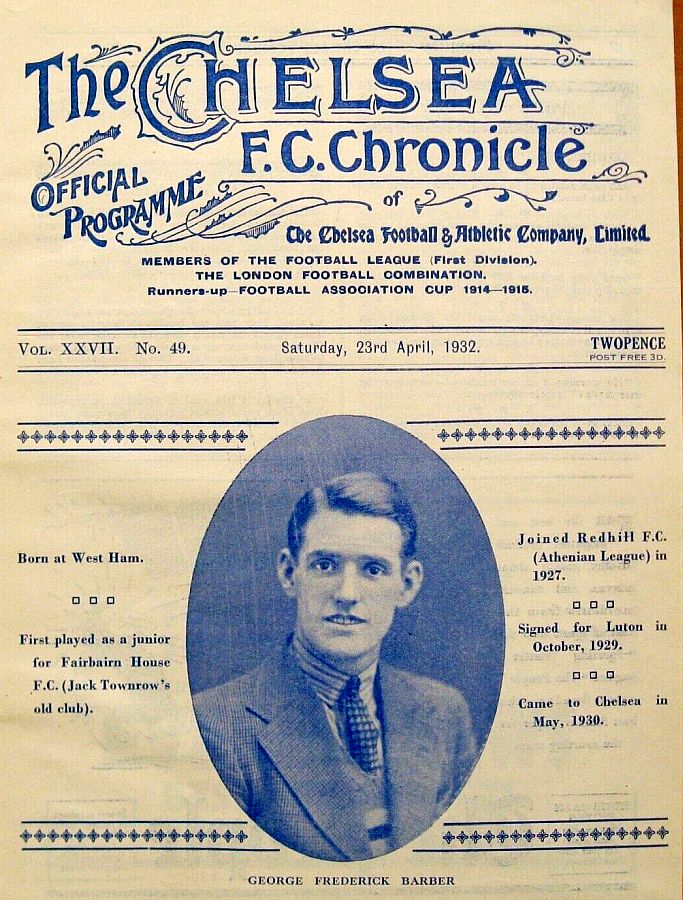 The CHELSEA
F.C. Chronicle
OFFICIAL
PROGRAMME
of
The Chelsea Football & Athletic Company, Limited.
MEMBERS OF THE FOOTBALL LEAGUE (First Division).
THE LONDON FOOTBALL COMBINATION.
Runners-up—FOOTBALL ASSOCIATION CUP 1914—1915.
VOL. XXVII. No. 49.
Saturday, 23rd April, 1932.
TWOPENCE
POST FREE 3D.
Born at West Ham.
First played as a junior
for Fairbairn House
F.C. (Jack Townrow's
old club).
Joined Redhill F.C.
(Athenian League) in
1927.
Signed for Luton in
October, 1929.
Came to Chelsea in
May, 1930.
GEORGE FREDERICK BARBER